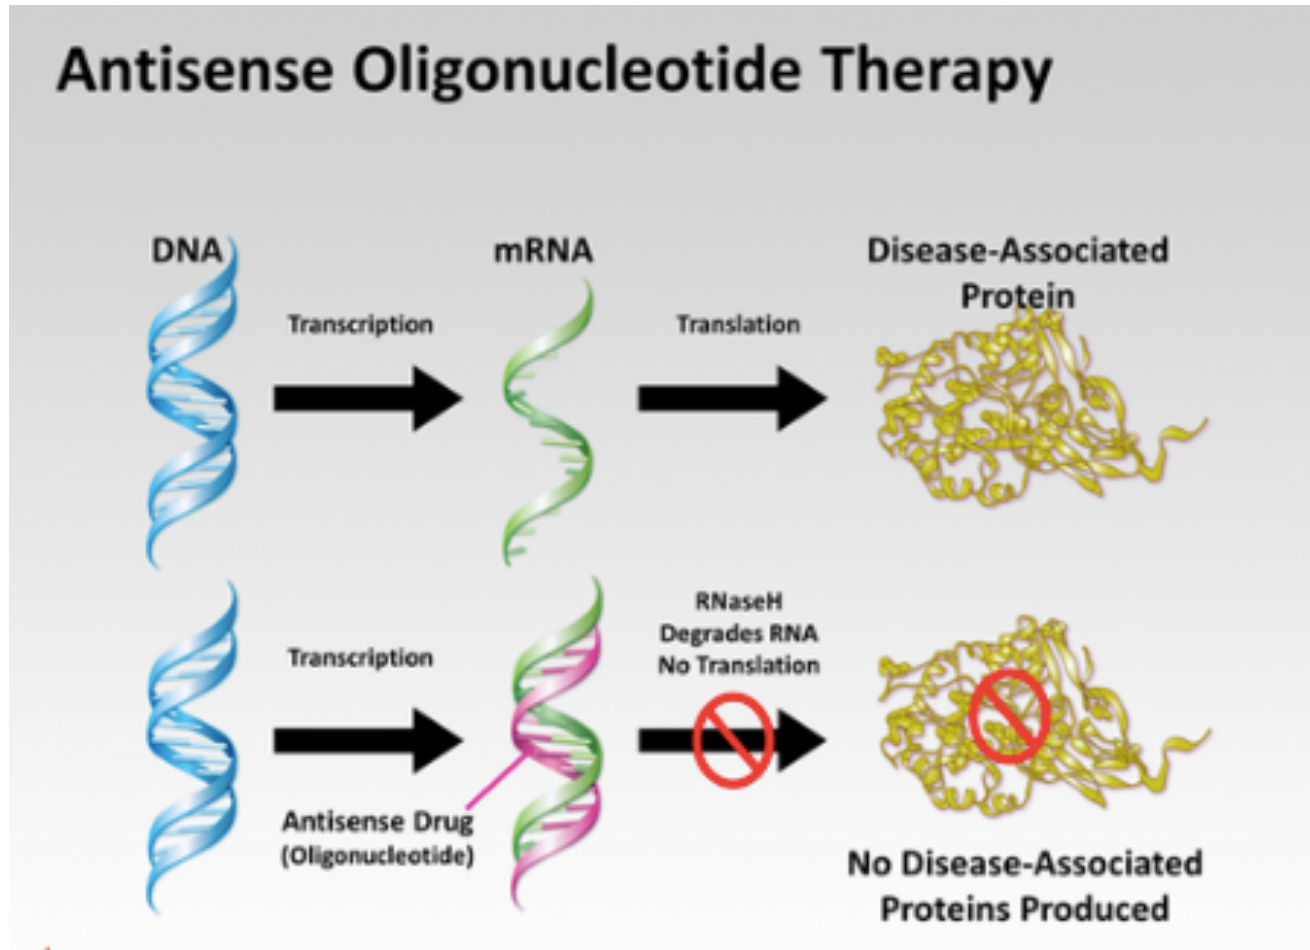 Antisense Oligonucleotide Therapy
DNA
mRNA
Disease-Associated
Protein
Transcription
Translation
Transcription
RNaseH
Degrades RNA
No Translation
Antisense Drug
(Oligonucleotide)
No Disease-Associated
Proteins Produced